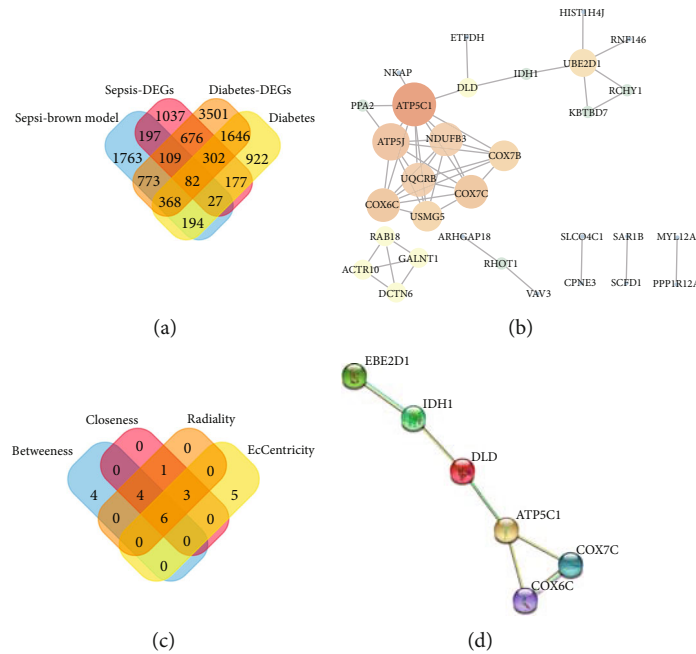 Sepsis-DEGs Diabetes-DEGs
Sepsi-brown model 1037 3501 Diabetes
197 676 1646
1763 109 302 922
773 82 177
368 27
194
(a)
HIST1H4J
ETFDH RNF146
UBE2D1
NKAP IDH1
DLD RCHY1
PPA2 ATP5C1
KBTBD7
ATP5J NDUFB3
COX7B
UQCRB
COX7C
COX6C
USMG5
RAB18 ARHGAP18 SLCO4C1 SAR1B MYL12A
GALNT1
ACTR10 RHOT1
CPNE3 SCFD1 PPP1R12A
DCTN6 VAV3
(b)
Closeness Radiality
Betweeness 0 0 EcCentricity
0 1 0
4 4 3 5
0 6 0
0 0
0
(c)
EBE2D1
IDH1
DLD
ATP5C1
COX7C
COX6C
(d)